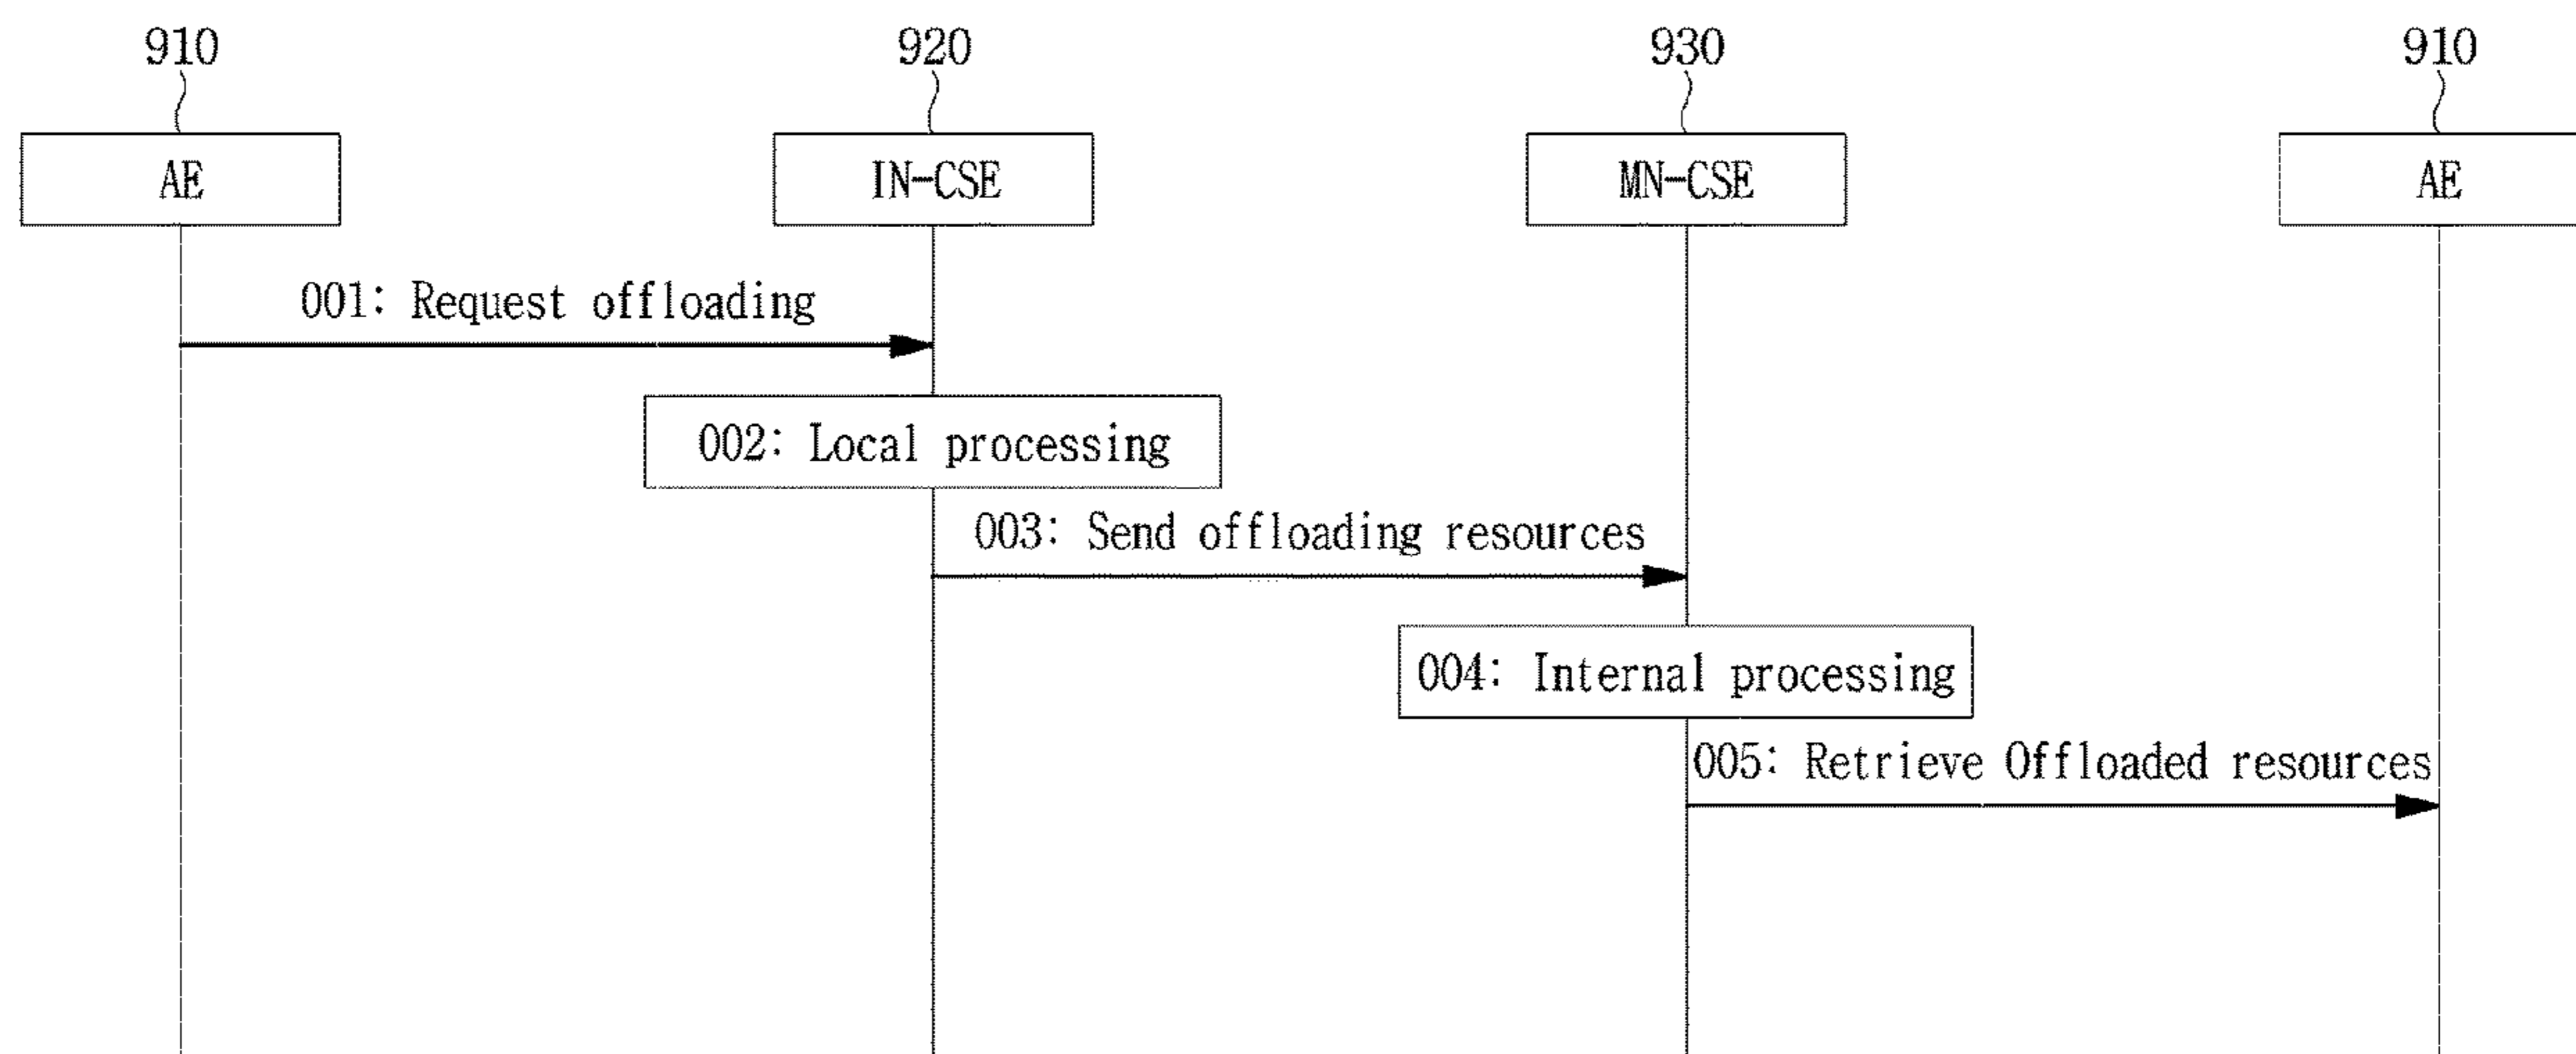 910
920
930
910
AE
IN-CSE
MN-CSE
AE
001: Request offloading
002: Local processing
003: Send offloading resources
004: Internal processing
005: Retrieve Offloaded resources